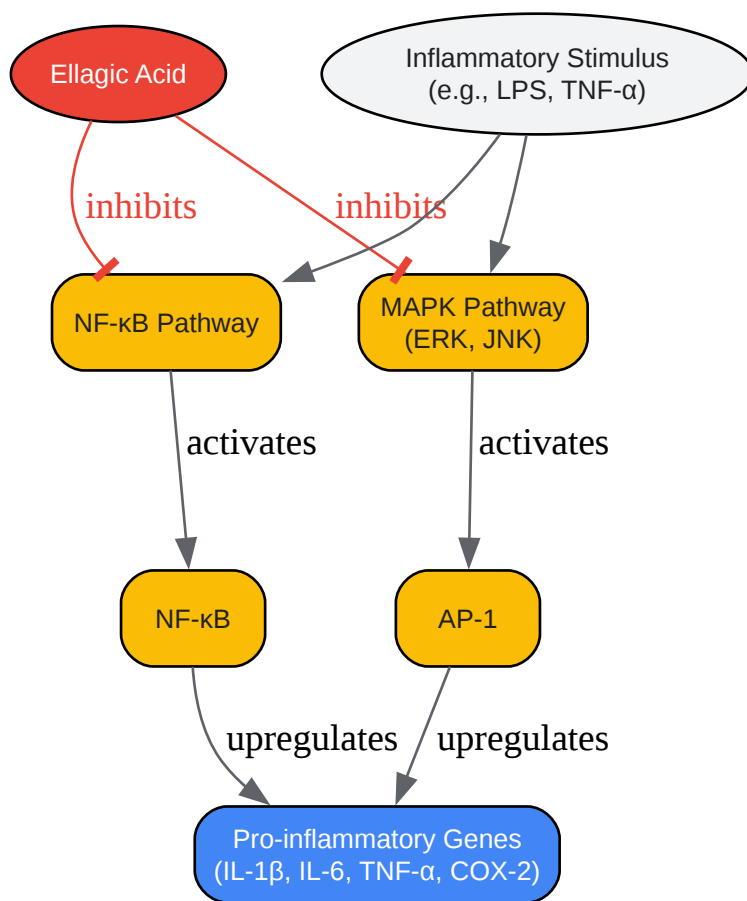 Ellagic Acid
Inflammatory Stimulus
(e.g., LPS, TNF-α)
inhibits
inhibits
NF-κB Pathway
MAPK Pathway
(ERK, JNK)
activates
activates
NF-κB
AP-1
upregulates
upregulates
Pro-inflammatory Genes
(IL-1β, IL-6, TNF-α, COX-2)